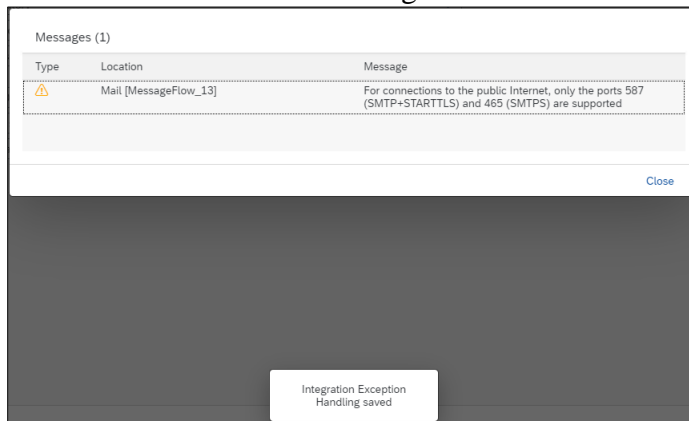 Messages (1)
Type Location Message
Mail [MessageFlow_13] For connections to the public Internet, only the ports 587
(SMTP+STARTTLS) and 465 (SMTPS) are supported
Close
Integration Exception
Handling saved